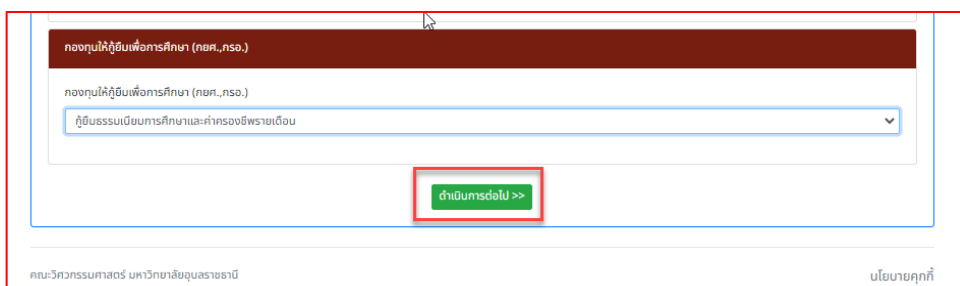 กองทุนให้กู้ยืมเพื่อการศึกษา (กยศ.,กรอ.)
กองทุนให้กู้ยืมเพื่อการศึกษา (กยศ.,กรอ.)
กู้ยืมธรรมเนียมการศึกษาและค่าครองชีพรายเดือน
ดำเนินการต่อไป >>
คณะวิศวกรรมศาสตร์ มหาวิทยาลัยอุบลราชธานี
นโยบายคุกกี้